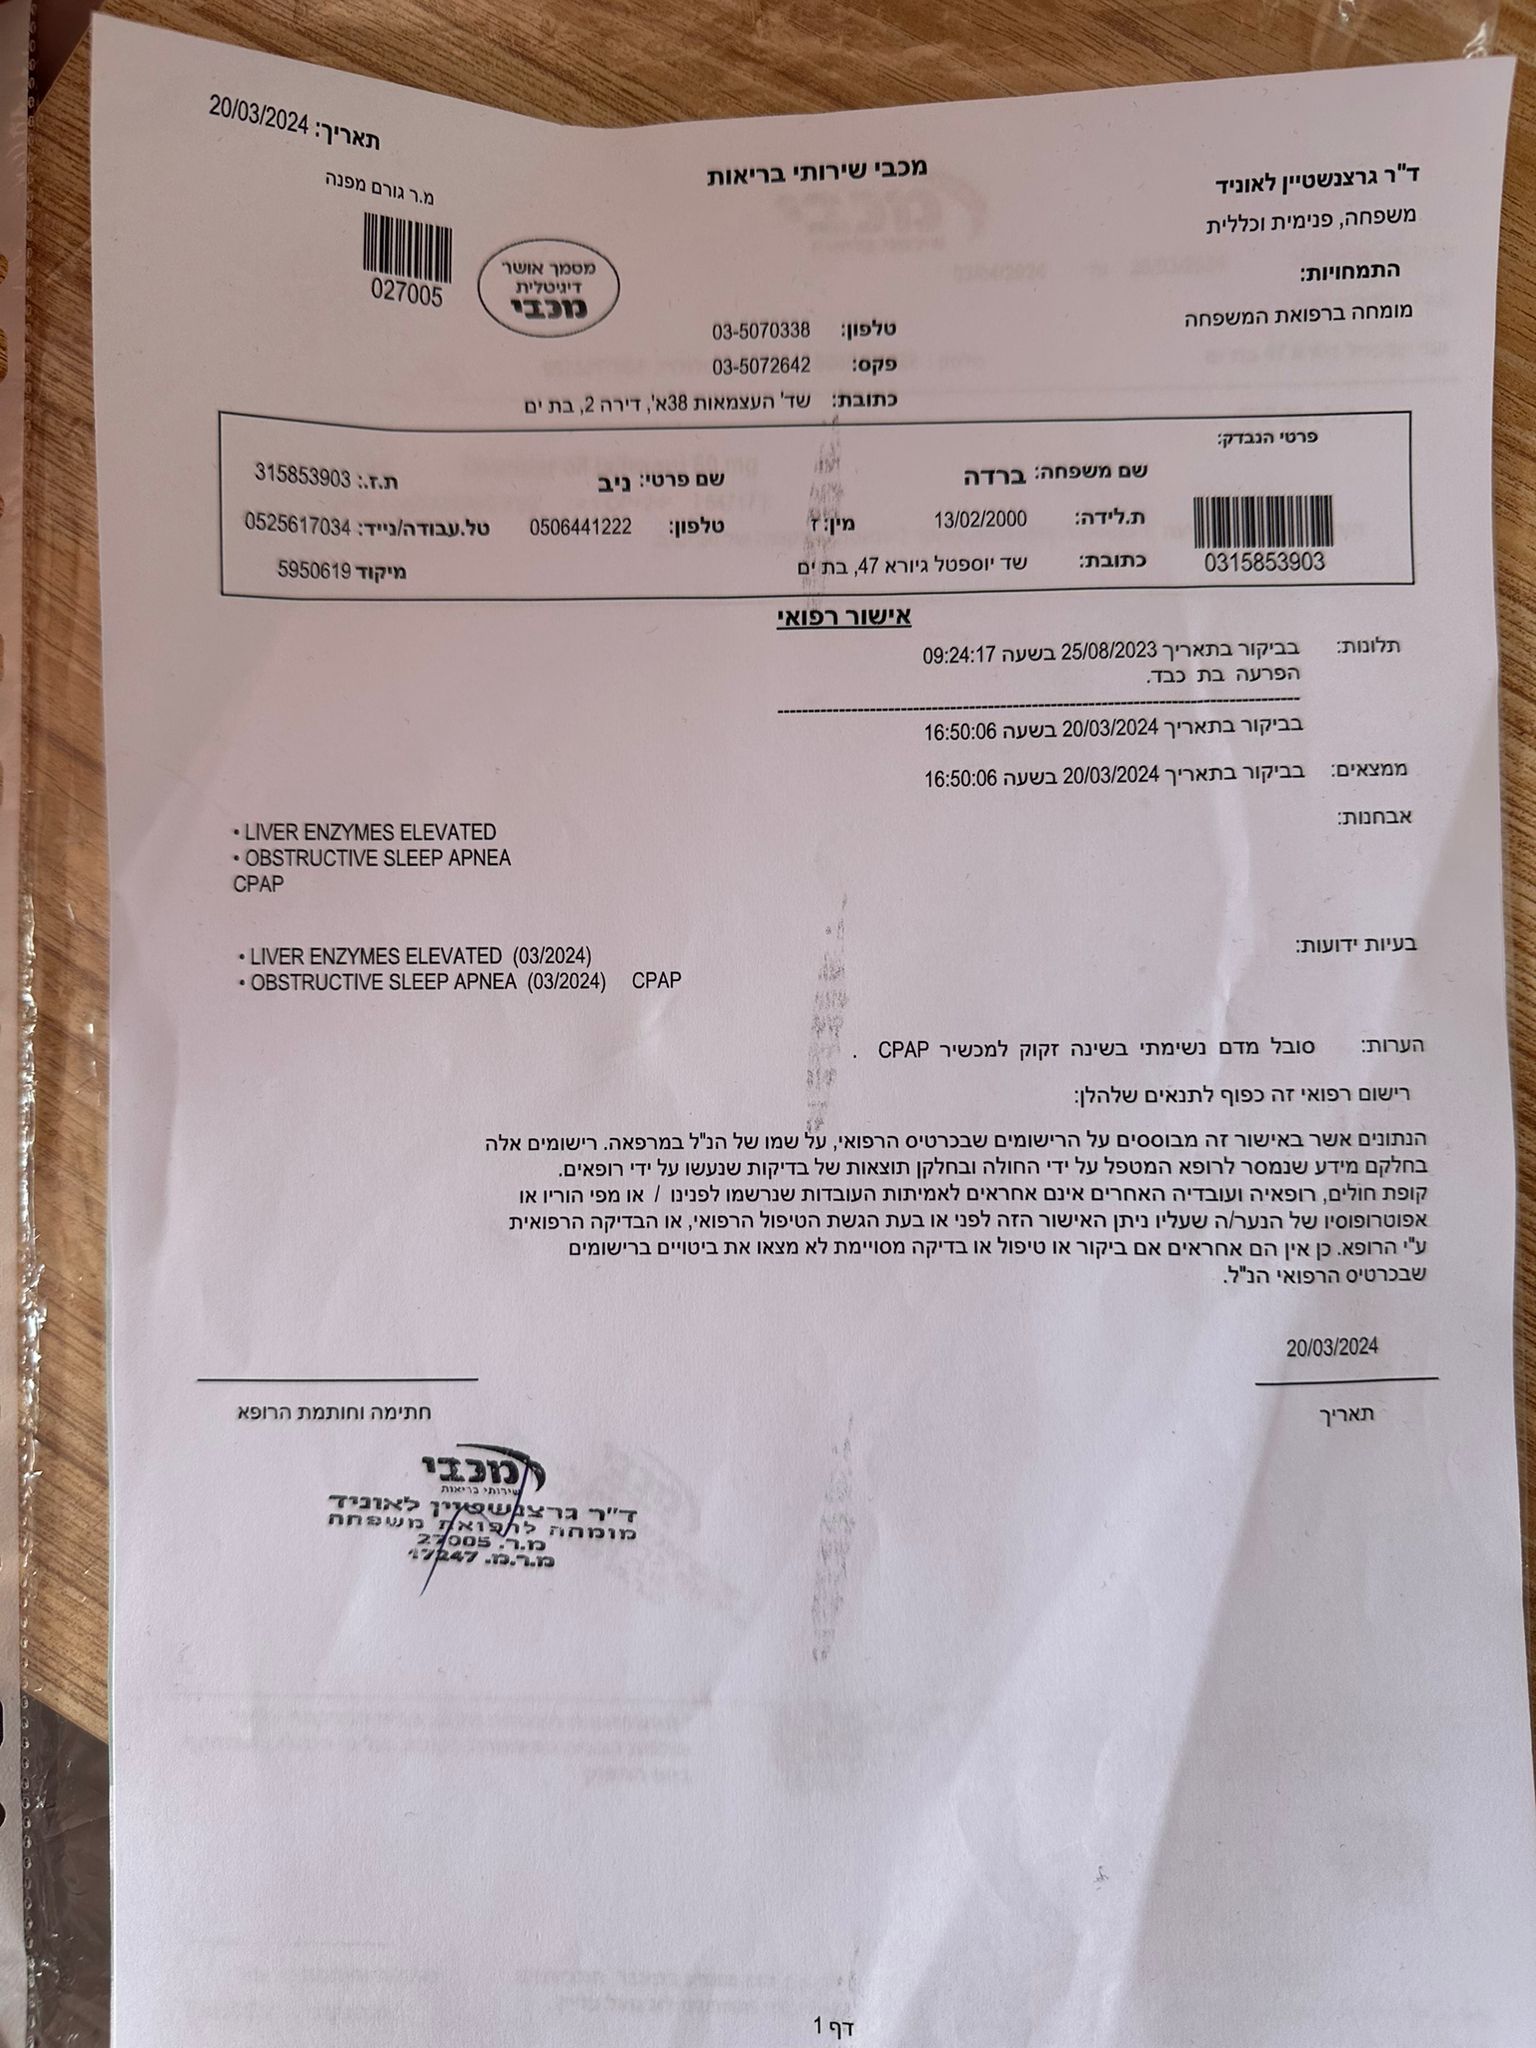 תאריך: 20/03/2024
מ.ר גורם מפנה
027005
מסמך אושר
דיגיטלית
מכבי
מכבי שירותי בריאות
ד"ר גרצנשטיין לאוניד
משפחה, פנימית וכללית
התמחויות:
מומחה ברפואת המשפחה
טלפון: 03-5070338
פקס: 03-5072642
כתובת: שד' העצמאות 38א', דירה 2, בת ים
פרטי הנבדק:
שם משפחה: ברדה שם פרטי: ניב ת.ז.: 315853903
ת.לידה: 13/02/2000 מין: ז טלפון: 0506441222 טל.עבודה/נייד: 0525617034
0315853903 כתובת: שד יוספטל גיורא 47, בת ים מיקוד 5950619
אישור רפואי
תלונות: בביקור בתאריך 25/08/2023 בשעה 09:24:17
הפרעה בת כבד.
בביקור בתאריך 20/03/2024 בשעה 16:50:06
ממצאים: בביקור בתאריך 20/03/2024 בשעה 16:50:06
אבחנות:
• LIVER ENZYMES ELEVATED
• OBSTRUCTIVE SLEEP APNEA
CPAP
בעיות ידועות:
• LIVER ENZYMES ELEVATED (03/2024)
• OBSTRUCTIVE SLEEP APNEA (03/2024) CPAP
הערות: סובל מדם נשימתי בשינה זקוק למכשיר CPAP .
רישום רפואי זה כפוף לתנאים שלהלן:
הנתונים אשר באישור זה מבוססים על הרישומים שבכרטיס הרפואי, על שמו של הנ"ל במרפאה. רישומים אלה
בחלקם מידע שנמסר לרופא המטפל על ידי החולה ובחלקן תוצאות של בדיקות שנעשו על ידי רופאים.
קופת חולים, רופאיה ועובדיה האחרים אינם אחראים לאמיתות העובדות שנרשמו לפנינו / או מפי הוריו או
אפוטרופוסיו של הנער/ה שעליו ניתן האישור הזה לפני או בעת הגשת הטיפול הרפואי, או הבדיקה הרפואית
ע"י הרופא. כן אין הם אחראים אם ביקור או טיפול או בדיקה מסויימת לא מצאו את ביטויים ברישומים
שבכרטיס הרפואי הנ"ל.
20/03/2024
תאריך
חתימה וחותמת הרופא
מכבי
שירותי בריאות
ד"ר גרצנשטיין לאוניד
מומחה לרפואת משפחה
מ.ר. 27005
מ.ר.מ. 17247
דף 1